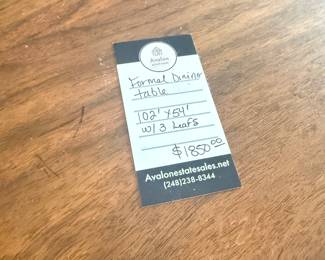 Avalon
Formal Dining
table
102' x 54'
w/ 3 Leafs
$1850.00
Avalonestatesales.net
(248)238-8344